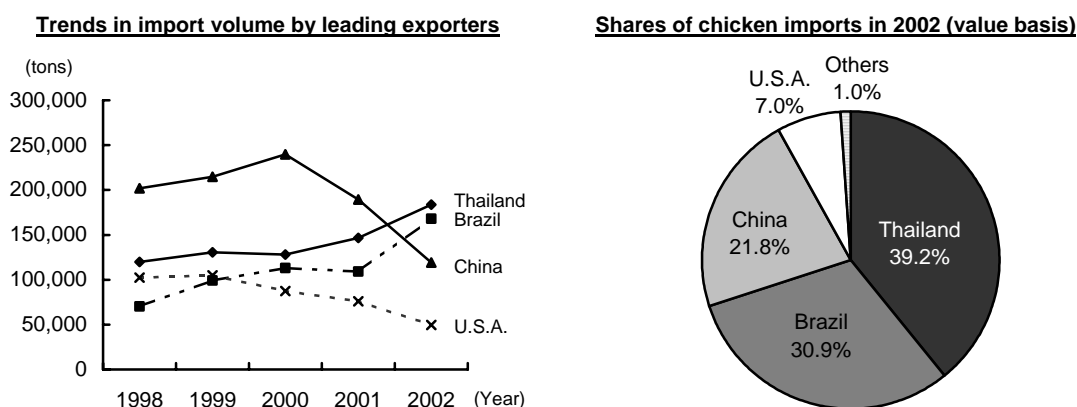 Trends in import volume by leading exporters
(tons)
300,000
250,000
200,000
150,000
100,000
50,000
0
1998 1999 2000 2001 2002 (Year)
Thailand
Brazil
China
U.S.A.
Shares of chicken imports in 2002 (value basis)
Others
1.0%
U.S.A.
7.0%
China
21.8%
Thailand
39.2%
Brazil
30.9%